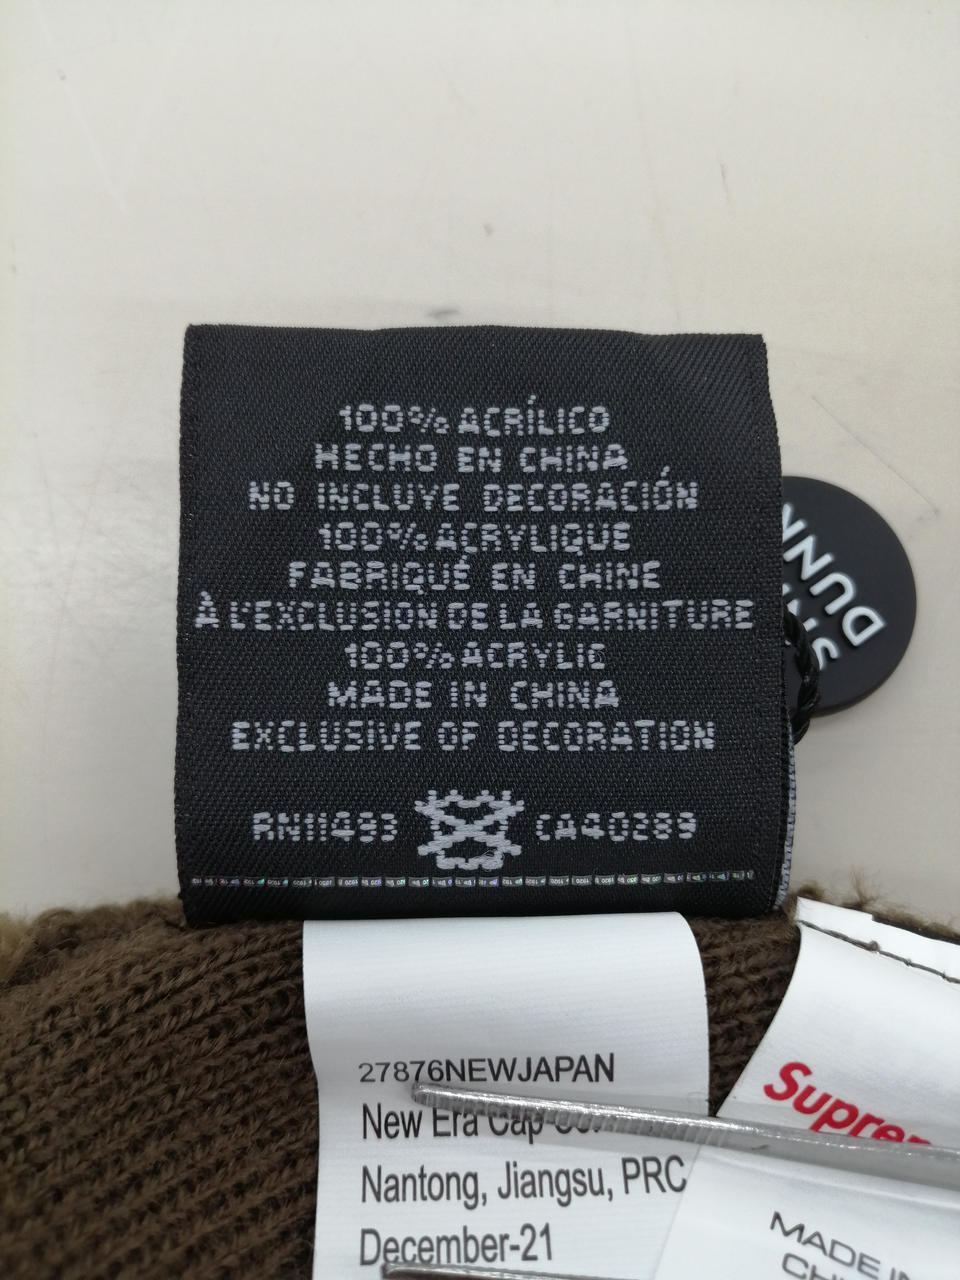 100% ACRÍLICO
HECHO EN CHINA
NO INCLUYE DECORACIÓN
100% ACRYLIQUE
FABRIQUÉ EN CHINE
À L'EXCLUSION DE LA GARNITURE
100% ACRYLIC
MADE IN CHINA
EXCLUSIVE OF DECORATION
RN11493 CA40289
DUNN
27876NEWJAPAN
New Era Cap
Nantong, Jiangsu, PRC
December-21
Suprem
MADE IN